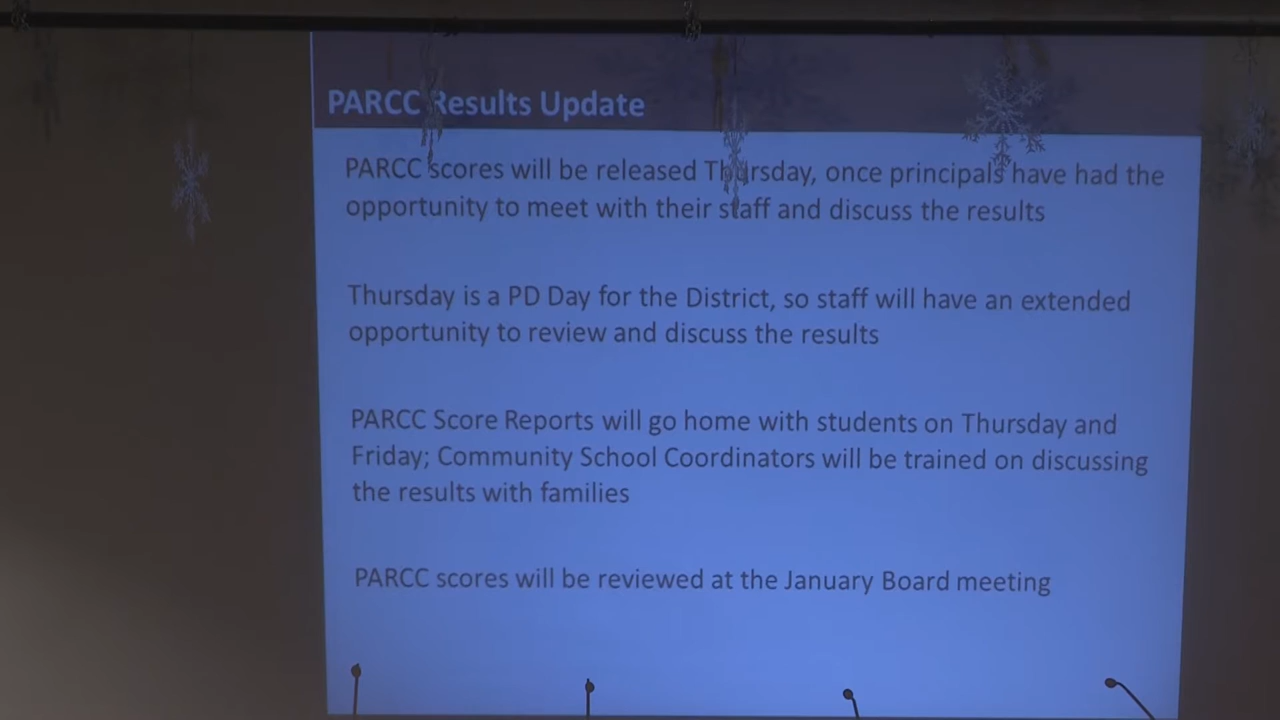 PARCC Results Update
PARCC scores will be released Thursday, once principals have had the
opportunity to meet with their staff and discuss the results
Thursday is a PD Day for the District, so staff will have an extended
opportunity to review and discuss the results
PARCC Score Reports will go home with students on Thursday and
Friday; Community School Coordinators will be trained on discussing
the results with families
PARCC scores will be reviewed at the January Board meeting